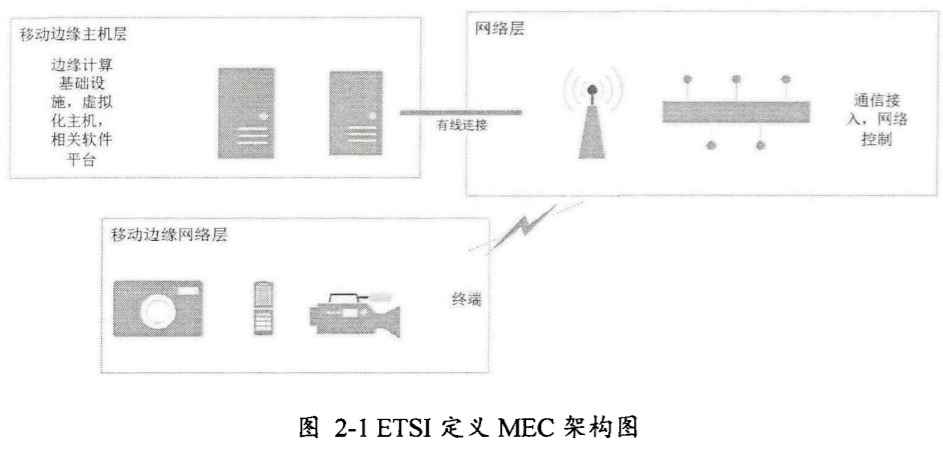 移动边缘主机层
边缘计算
基础设
施，虚拟
化主机，
相关软件
平台
有线连接
网络层
通信接
入，网络
控制
移动边缘网络层
终端
图 2-1 ETSI 定义 MEC 架构图